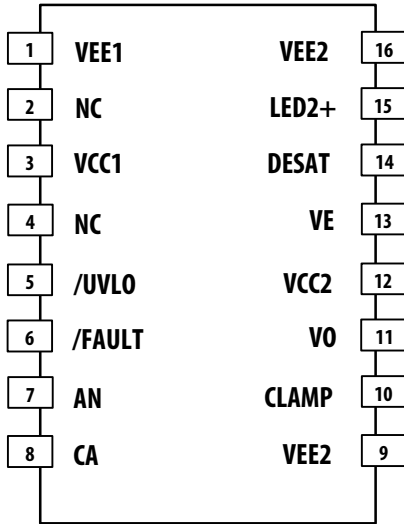 1 VEE1 VEE2 16
2 NC LED2+ 15
3 VCC1 DESAT 14
4 NC VE 13
5 /UVLO VCC2 12
6 /FAULT VO 11
7 AN CLAMP 10
8 CA VEE2 9